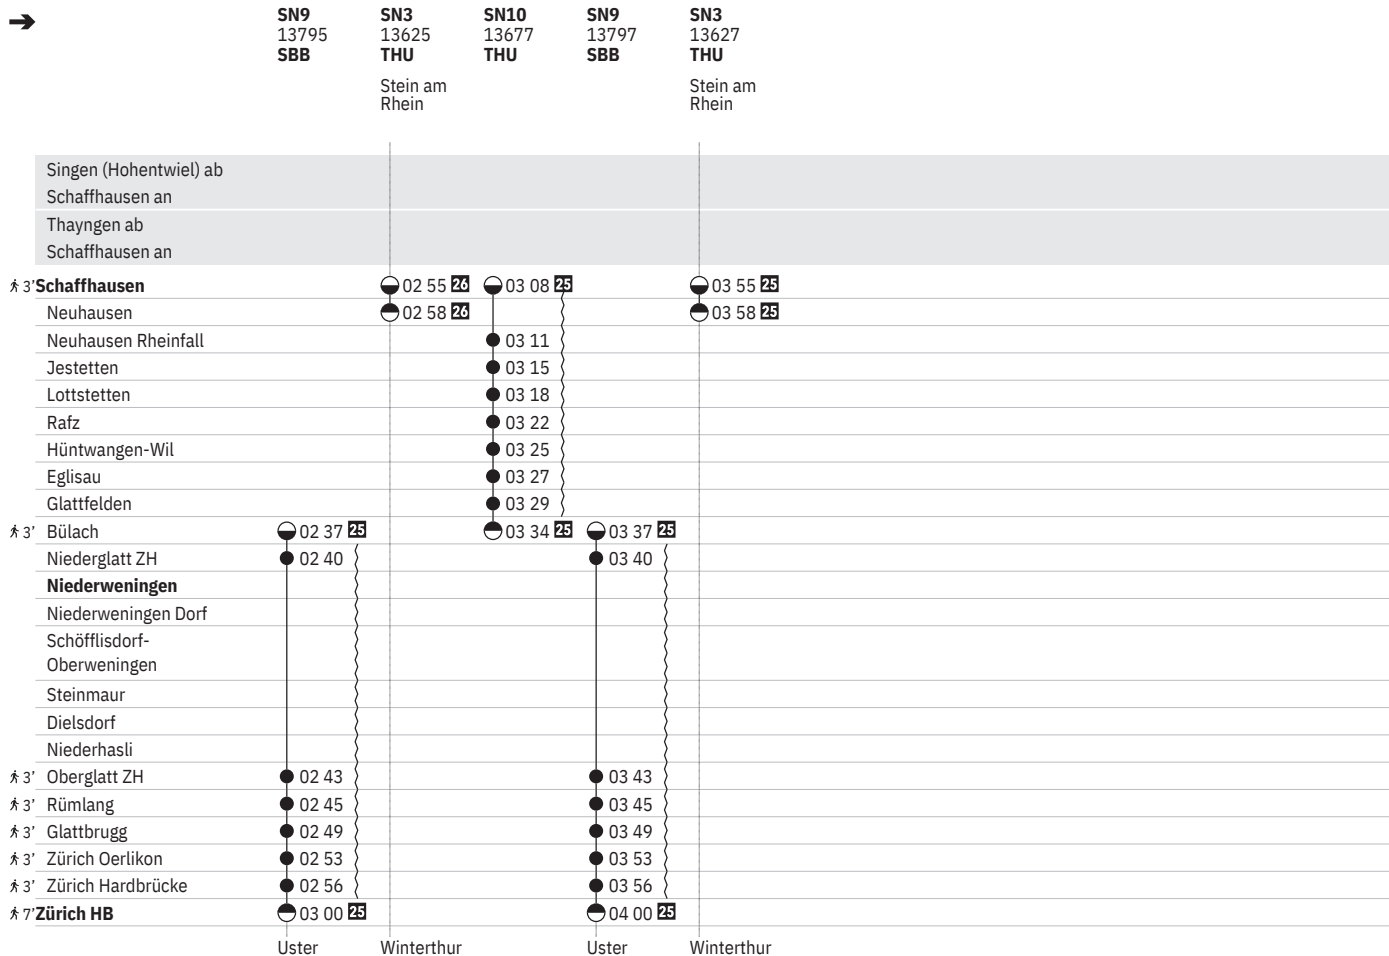 ➔ SN9 SN3 SN10 SN9 SN3
13795 13625 13677 13797 13627
SBB THU THU SBB THU
Stein am Stein am
Rhein Rhein
Singen (Hohentwiel) ab
Schaffhausen an
Thayngen ab
Schaffhausen an
3’ Schaffhausen 02 55 26 03 08 25 03 55 25
Neuhausen 02 58 26 03 58 25
Neuhausen Rheinfall 03 11
Jestetten 03 15
Lottstetten 03 18
Rafz 03 22
Hüntwangen-Wil 03 25
Eglisau 03 27
Glattfelden 03 29
3’ Bülach 02 37 25 03 34 25 03 37 25
Niederglatt ZH 02 40 03 40
Niederweningen
Niederweningen Dorf
Schöfflisdorf-
Oberweningen
Steinmaur
Dielsdorf
Niederhasli
3’ Oberglatt ZH 02 43 03 43
3’ Rümlang 02 45 03 45
3’ Glattbrugg 02 49 03 49
3’ Zürich Oerlikon 02 53 03 53
3’ Zürich Hardbrücke 02 56 03 56
7’ Zürich HB 03 00 25 04 00 25
Uster Winterthur Uster Winterthur